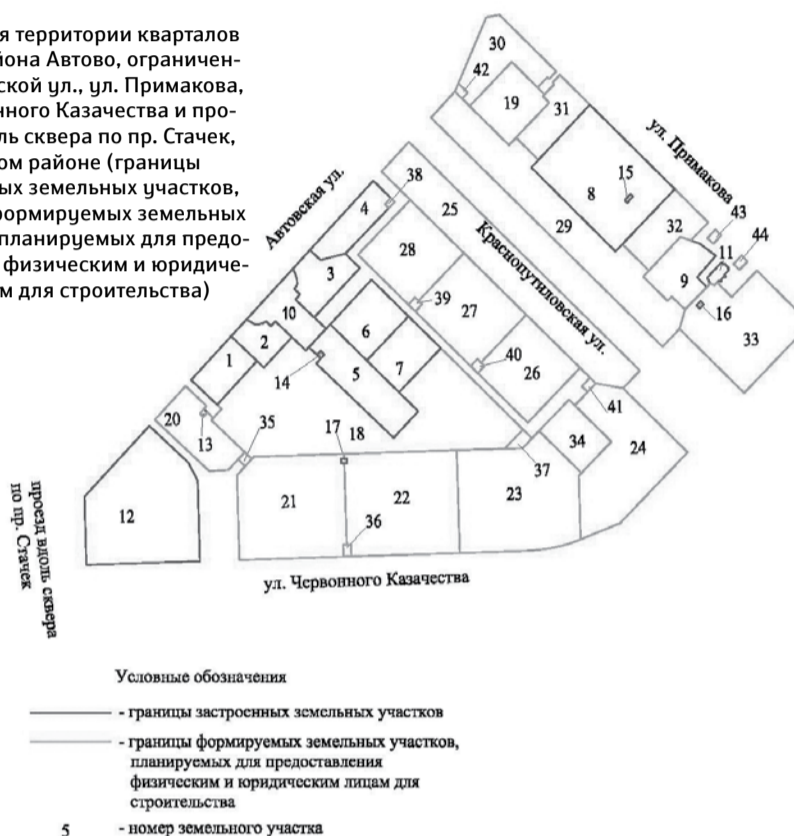 я территории кварталов
йона Автово, ограничен-
ской ул., ул. Примакова,
нного Казачества и про-
ль сквера по пр. Стачек,
ом районе (границы
ых земельных участков,
формируемых земельных
планируемых для предо-
физическим и юридиче-
м для строительства)
30
42
19
31
ул. Примакова
15
8
38
Автовская ул.
4
25
Краснопутиловская ул.
29
32
43
11
44
9
28
3
10
39
27
16
33
6
2
1
14
5
7
40
26
41
20
13
35
17
18
37
34
24
12
21
22
23
36
проезд вдоль сквера
по пр. Стачек
ул. Червонного Казачества
Условные обозначения
- границы застроенных земельных участков
- границы формируемых земельных участков,
планируемых для предоставления
физическим и юридическим лицам для
строительства
5 - номер земельного участка